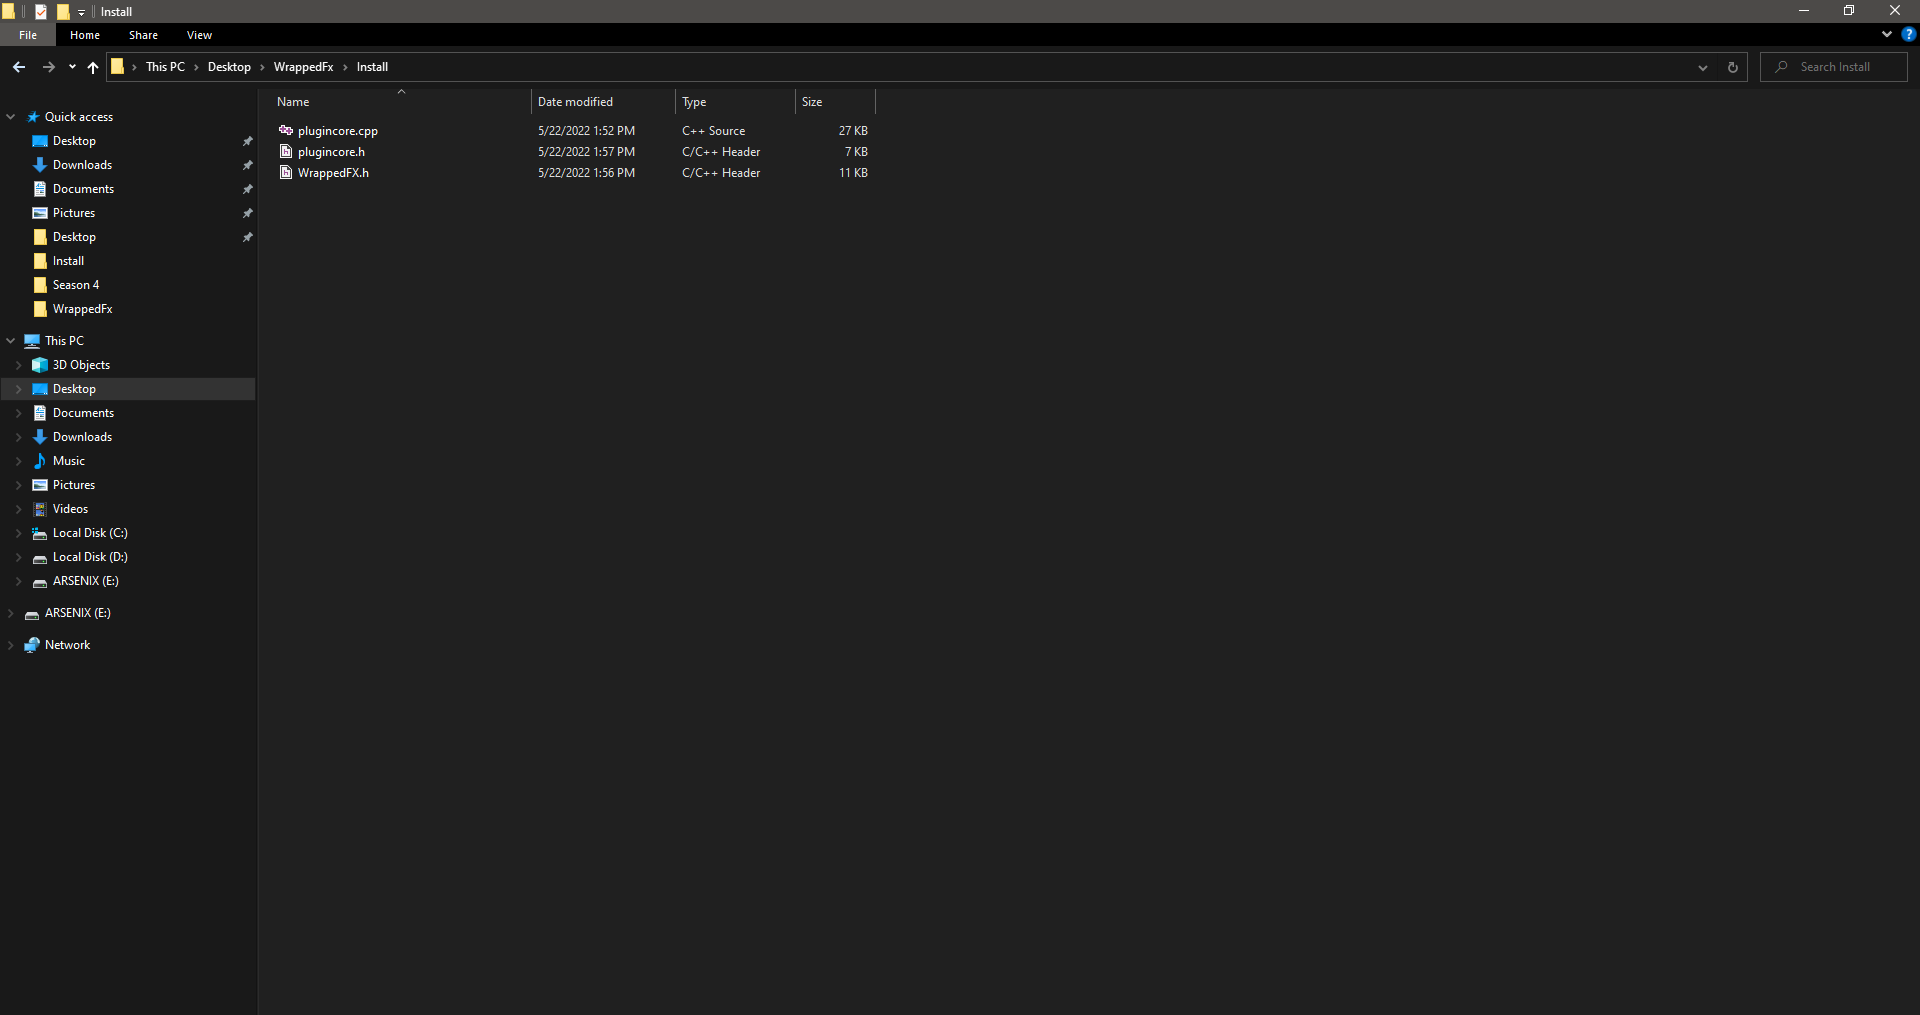 Install
File Home Share View
This PC Desktop WrappedFx Install
Search Install
Name Date modified Type Size
plugincore.cpp 5/22/2022 1:52 PM C++ Source 27 KB
plugincore.h 5/22/2022 1:57 PM C/C++ Header 7 KB
WrappedFX.h 5/22/2022 1:56 PM C/C++ Header 11 KB
Quick access
Desktop
Downloads
Documents
Pictures
Desktop
Install
Season 4
WrappedFx
This PC
3D Objects
Desktop
Documents
Downloads
Music
Pictures
Videos
Local Disk (C:)
Local Disk (D:)
ARSENIX (E:)
ARSENIX (E:)
Network